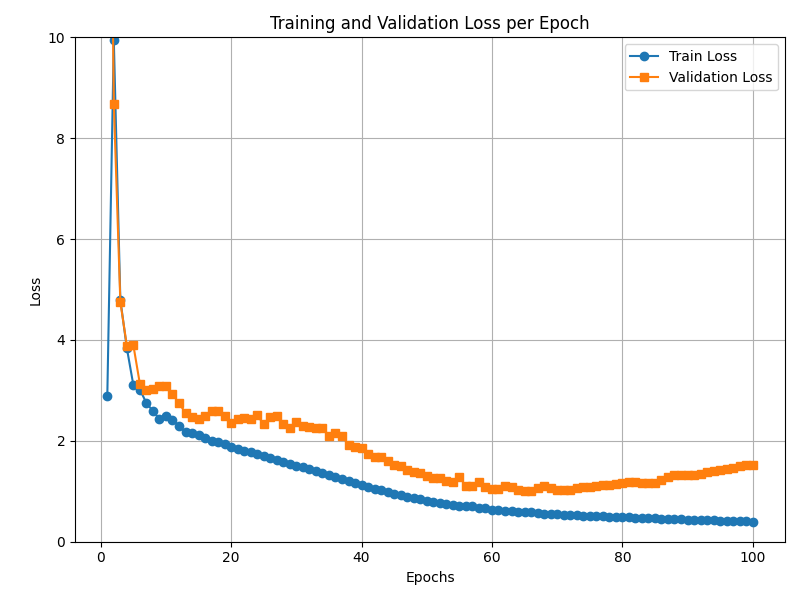 Training and Validation Loss per Epoch
Train Loss
Validation Loss
10
8
6
4
2
0
Loss
0 20 40 60 80 100
Epochs